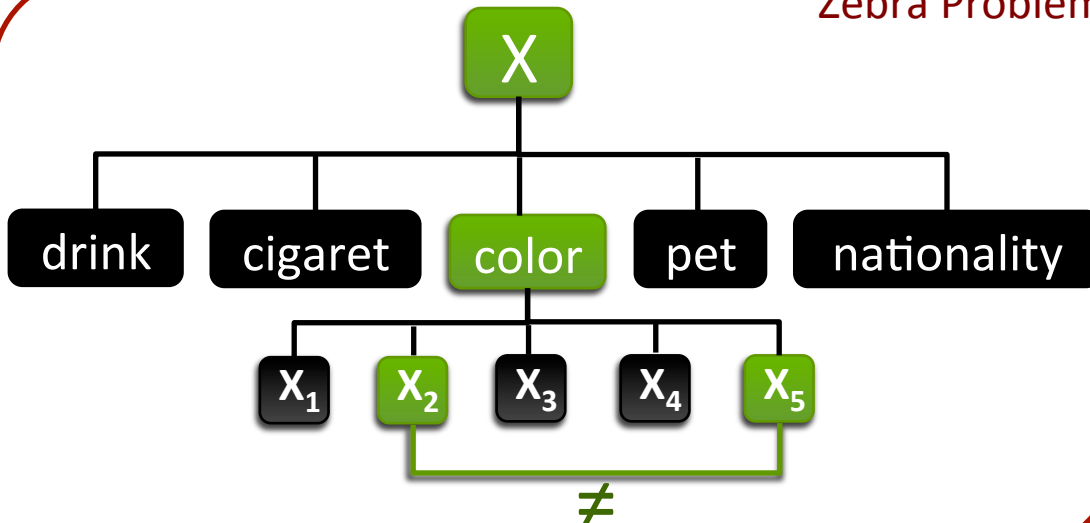 Zebra Problem
X
drink cigaret color pet nationality
X₁ X₂ X₃ X₄ X₅
≠